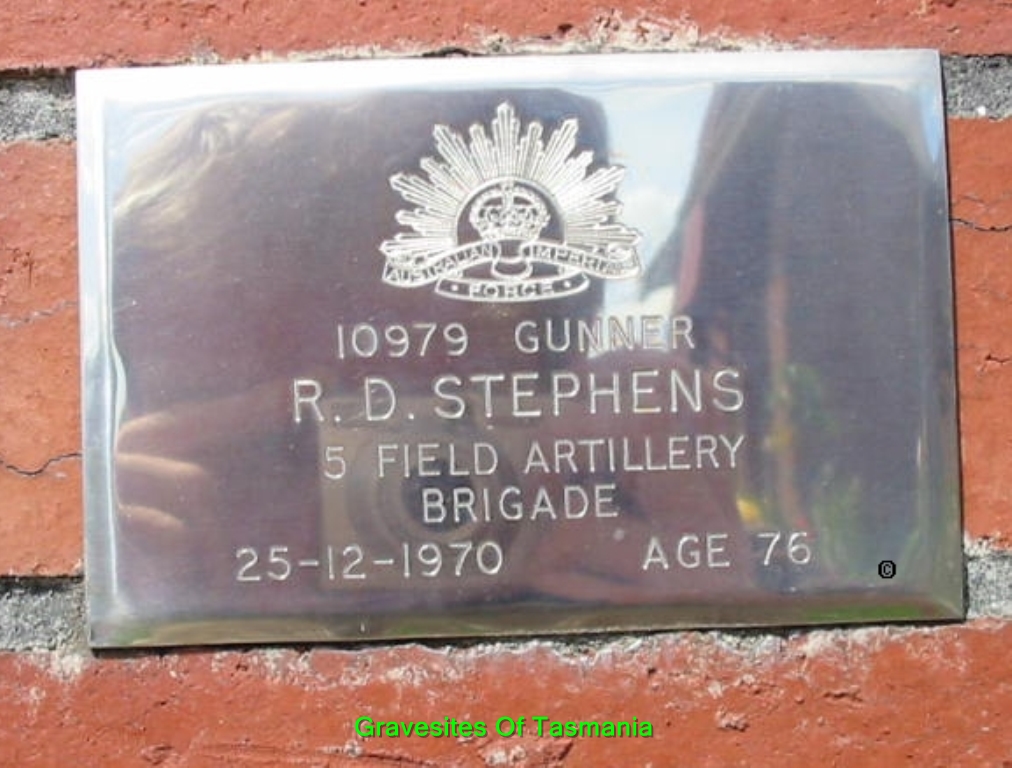 AUSTRALIAN IMPERIAL
FORCE
10979 GUNNER
R. D. STEPHENS
5 FIELD ARTILLERY
BRIGADE
25-12-1970 AGE 76
©
Gravesites Of Tasmania